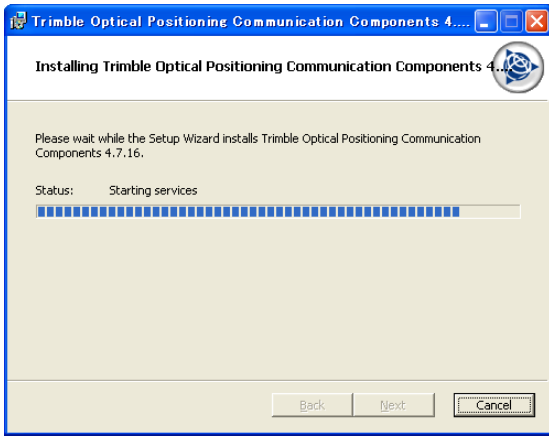 Trimble Optical Positioning Communication Components 4....
Installing Trimble Optical Positioning Communication Components 4...
Please wait while the Setup Wizard installs Trimble Optical Positioning Communication
Components 4.7.16.
Status: Starting services
Back Next Cancel